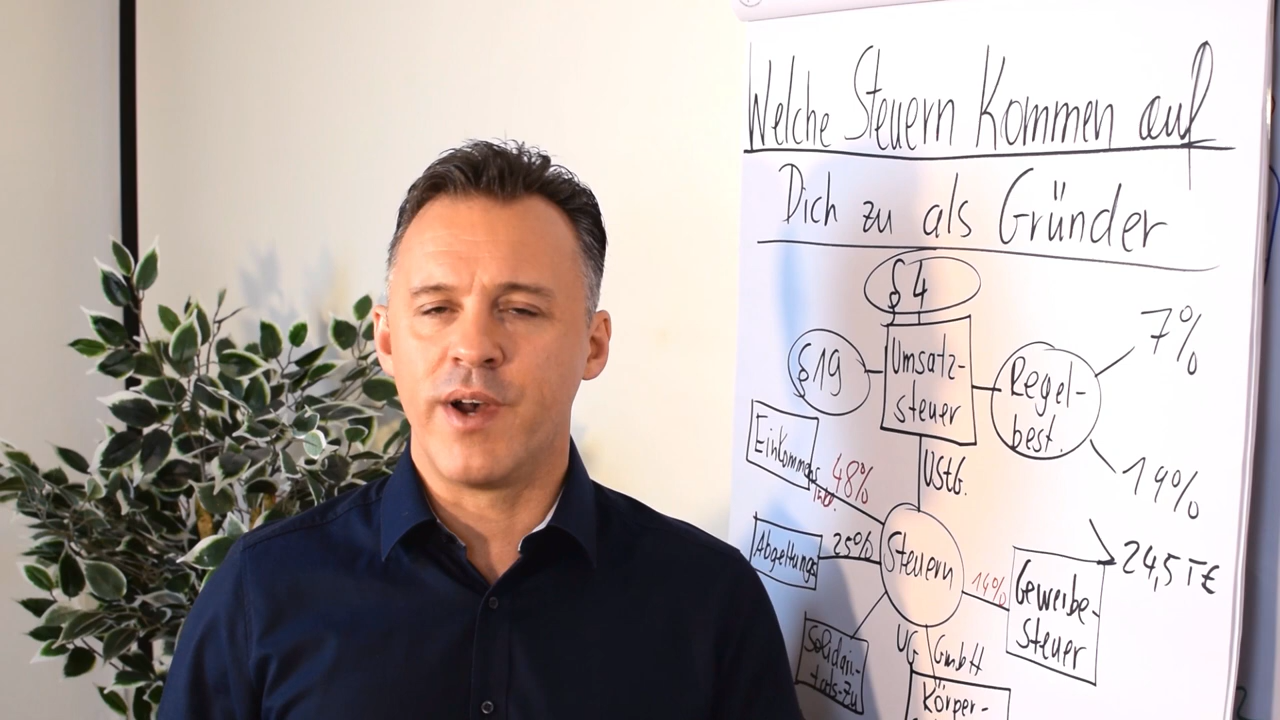 Welche Steuern Kommen auf
Dich zu als Gründer
§ 4
7%
§ 19
Umsatz-
steuer
Regel-
best.
Einkommens
48%
UStG.
19%
Abgeltungs
25%
Steuern
14%
Gewerbe-
Steuer
24,5 T€
Solidari-
täts-Zu
UG
GmbH
Körper-